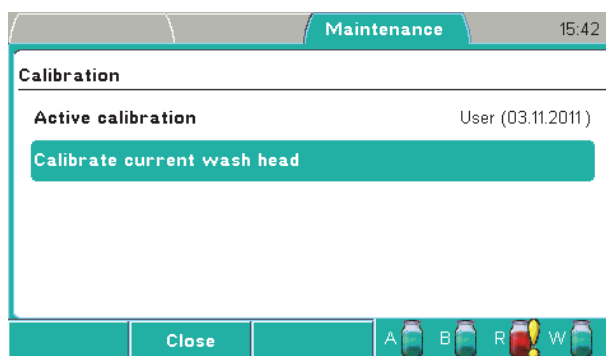 Maintenance 15:42
Calibration
Active calibration User (03.11.2011)
Calibrate current wash head
Close A B R ! W